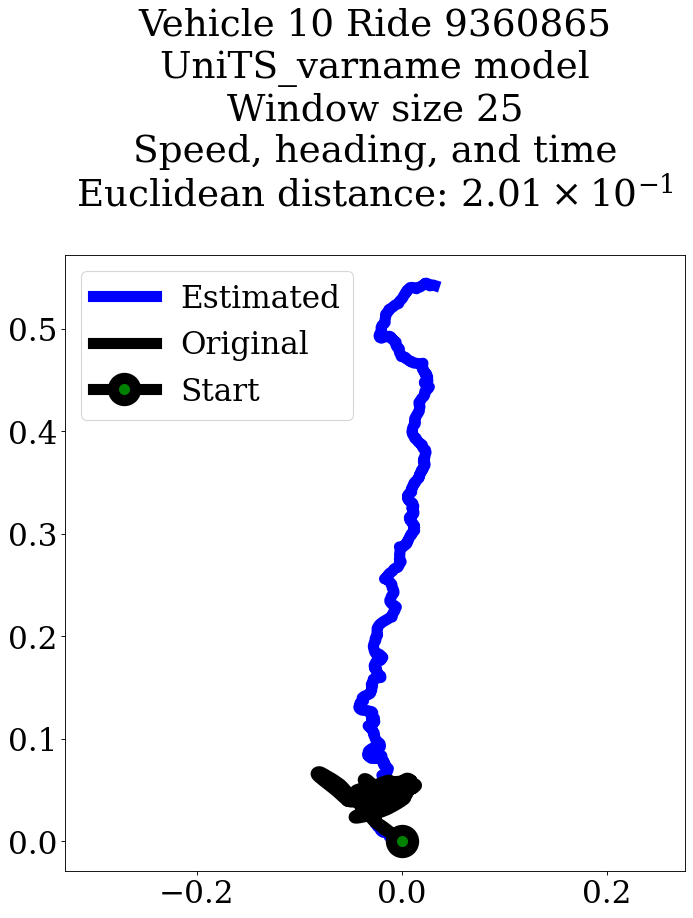 Vehicle 10 Ride 9360865
UniTS_varname model
Window size 25
Speed, heading, and time
Euclidean distance: 2.01 × 10⁻¹
Estimated
Original
Start
0.5
0.4
0.3
0.2
0.1
0.0
−0.2 0.0 0.2